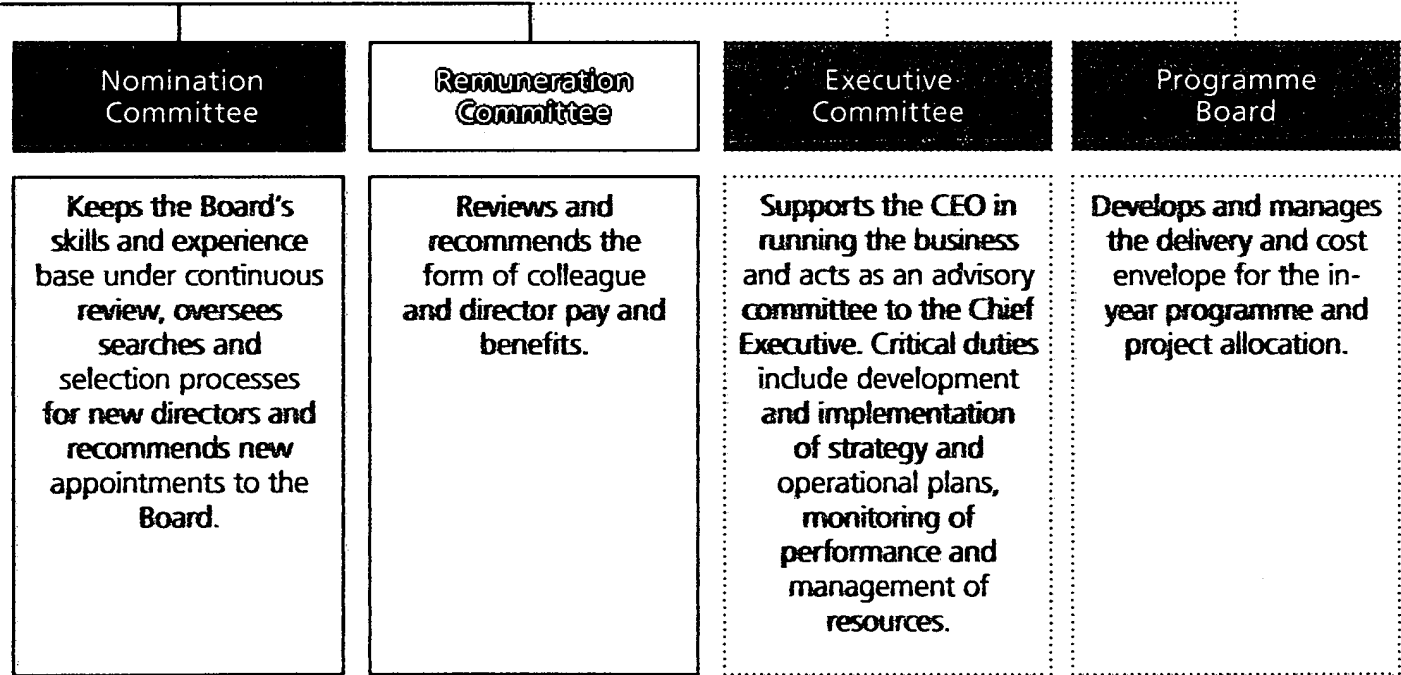 Nomination
Committee
Keeps the Board's
skills and experience
base under continuous
review, oversees
searches and
selection processes
for new directors and
recommends new
appointments to the
Board.
Remuneration
Committee
Reviews and
recommends the
form of colleague
and director pay and
benefits.
Executive
Committee
Supports the CEO in
running the business
and acts as an advisory
committee to the Chief
Executive. Critical duties
include development
and implementation
of strategy and
operational plans,
monitoring of
performance and
management of
resources.
Programme
Board
Develops and manages
the delivery and cost
envelope for the in-
year programme and
project allocation.